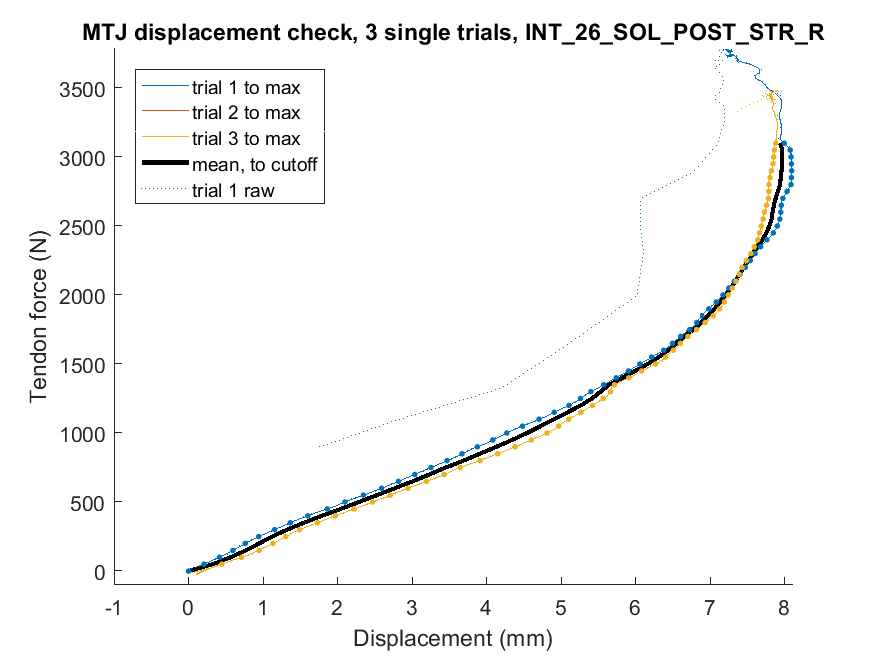 MTJ displacement check, 3 single trials, INT_26_SOL_POST_STR_R
trial 1 to max
trial 2 to max
trial 3 to max
mean, to cutoff
trial 1 raw
Tendon force (N)
3500
3000
2500
2000
1500
1000
500
0
-1 0 1 2 3 4 5 6 7 8
Displacement (mm)